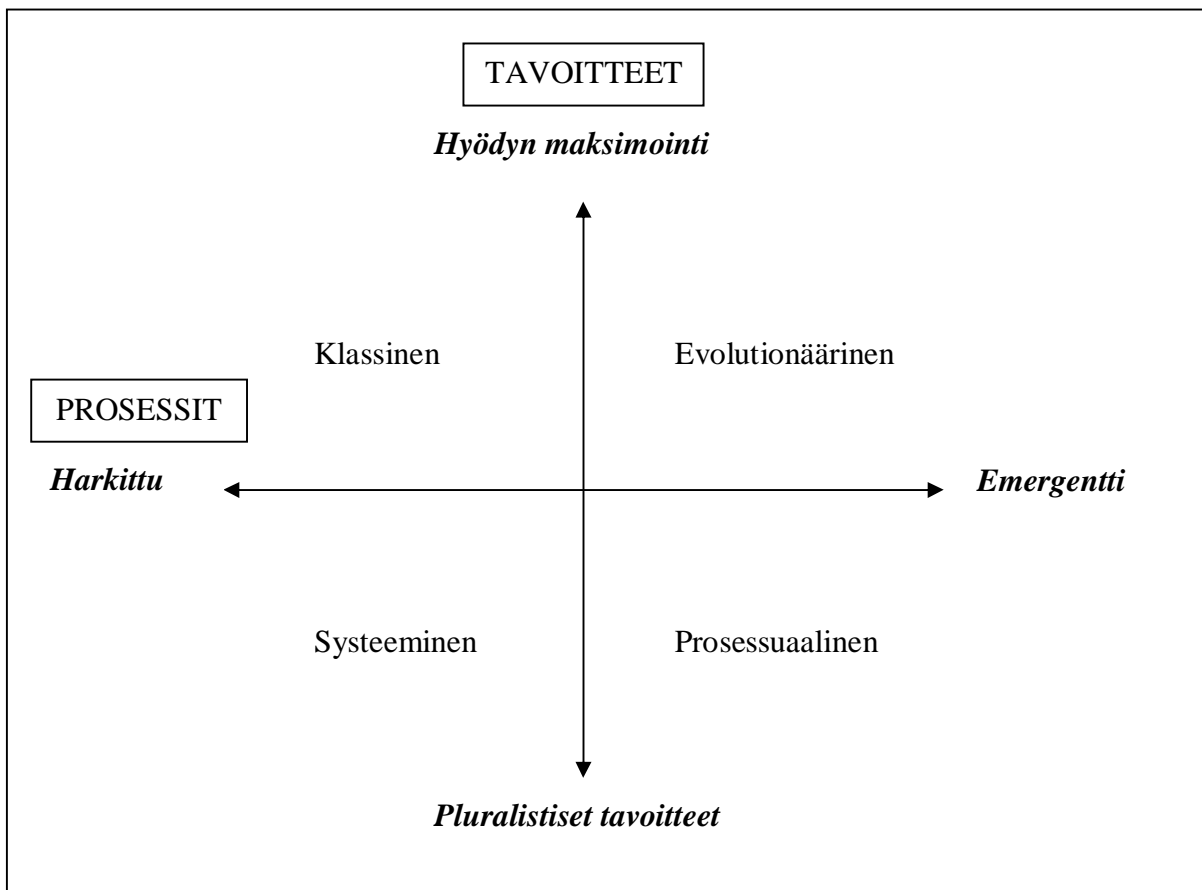 TAVOITTEET
Hyödyn maksimointi
Klassinen
Evolutionäärinen
PROSESSIT
Harkittu
Emergentti
Systeeminen
Prosessuaalinen
Pluralistiset tavoitteet